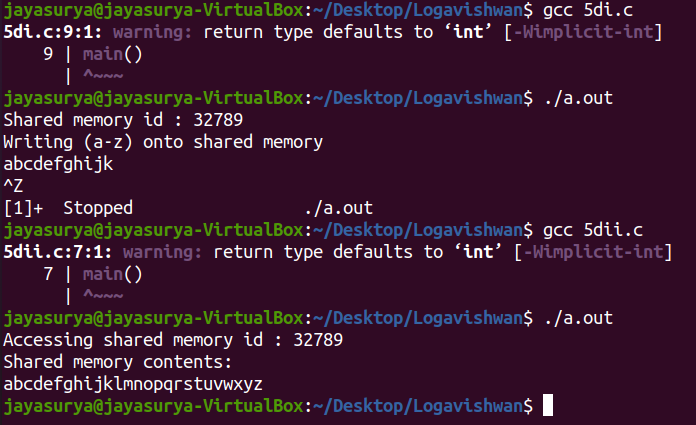 jayasurya@jayasurya-VirtualBox:~/Desktop/Logavishwan$ gcc 5di.c
5di.c:9:1: warning: return type defaults to ‘int’ [-Wimplicit-int]
    9 | main()
      | ^~~~
jayasurya@jayasurya-VirtualBox:~/Desktop/Logavishwan$ ./a.out
Shared memory id : 32789
Writing (a-z) onto shared memory
abcdefghijk
^Z
[1]+  Stopped                 ./a.out
jayasurya@jayasurya-VirtualBox:~/Desktop/Logavishwan$ gcc 5dii.c
5dii.c:7:1: warning: return type defaults to ‘int’ [-Wimplicit-int]
    7 | main()
      | ^~~~
jayasurya@jayasurya-VirtualBox:~/Desktop/Logavishwan$ ./a.out
Accessing shared memory id : 32789
Shared memory contents:
abcdefghijklmnopqrstuvwxyz
jayasurya@jayasurya-VirtualBox:~/Desktop/Logavishwan$